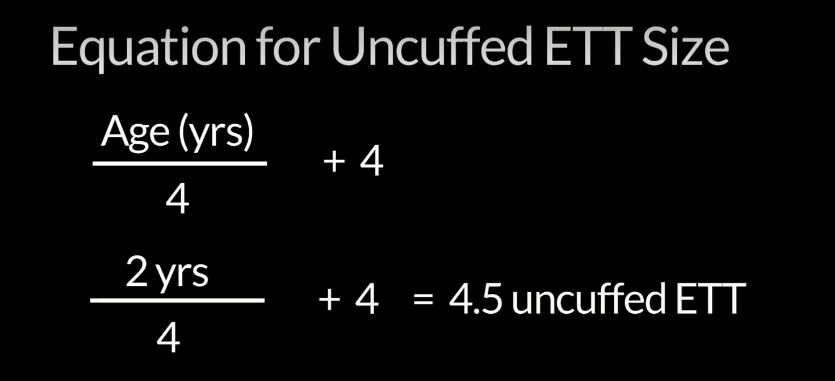 Equation for Uncuffed ETT Size
Age (yrs)
4
+ 4
2 yrs
4
+ 4 = 4.5 uncuffed ETT